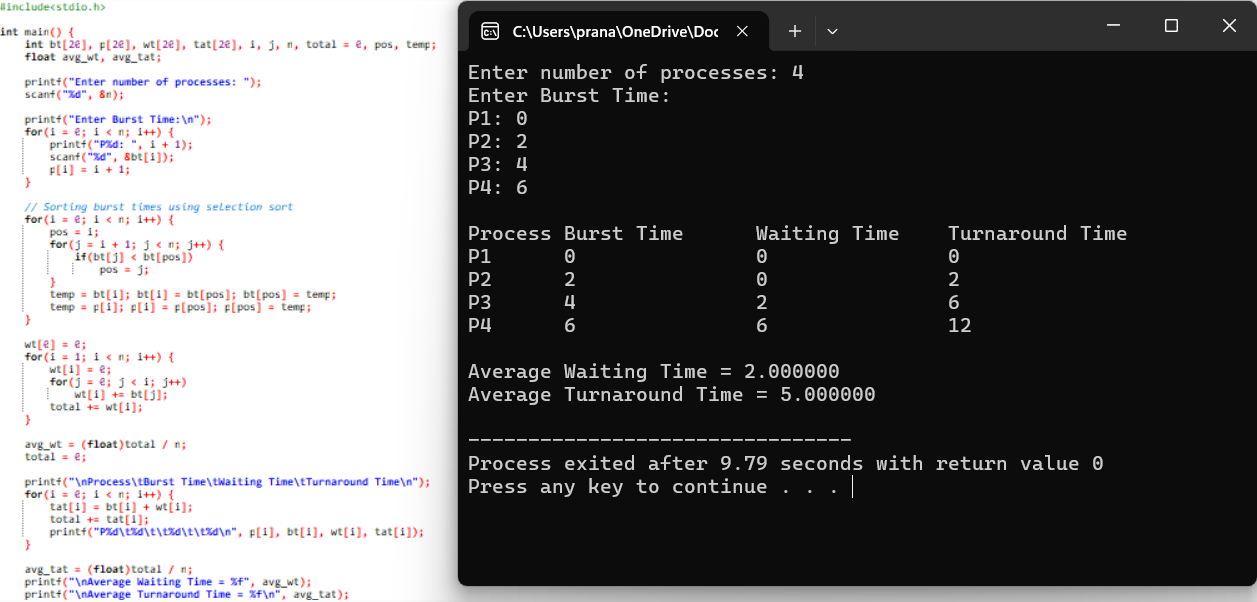 #include<stdio.h>
int main() {
int bt[20], p[20], wt[20], tat[20], i, j, n, total = 0, pos, temp;
float avg_wt, avg_tat;
printf("Enter number of processes: ");
scanf("%d", &n);
printf("Enter Burst Time:\n");
for(i = 0; i < n; i++) {
printf("P%d: ", i + 1);
scanf("%d", &bt[i]);
p[i] = i + 1;
}
// Sorting burst times using selection sort
for(i = 0; i < n; i++) {
pos = i;
for(j = i + 1; j < n; j++) {
if(bt[j] < bt[pos])
pos = j;
}
temp = bt[i]; bt[i] = bt[pos]; bt[pos] = temp;
temp = p[i]; p[i] = p[pos]; p[pos] = temp;
}
wt[0] = 0;
for(i = 1; i < n; i++) {
wt[i] = 0;
for(j = 0; j < i; j++)
wt[i] += bt[j];
total += wt[i];
}
avg_wt = (float)total / n;
total = 0;
printf("\nProcess\tBurst Time\tWaiting Time\tTurnaround Time\n");
for(i = 0; i < n; i++) {
tat[i] = bt[i] + wt[i];
total += tat[i];
printf("P%d\t%d\t\t%d\t\t%d\n", p[i], bt[i], wt[i], tat[i]);
}
avg_tat = (float)total / n;
printf("\nAverage Waiting Time = %f", avg_wt);
printf("\nAverage Turnaround Time = %f\n", avg_tat);
C:\Users\prana\OneDrive\Doc
Enter number of processes: 4
Enter Burst Time:
P1: 0
P2: 2
P3: 4
P4: 6
Process Burst Time Waiting Time Turnaround Time
P1 0 0 0
P2 2 0 2
P3 4 2 6
P4 6 6 12
Average Waiting Time = 2.000000
Average Turnaround Time = 5.000000
--------------------------------
Process exited after 9.79 seconds with return value 0
Press any key to continue . . .